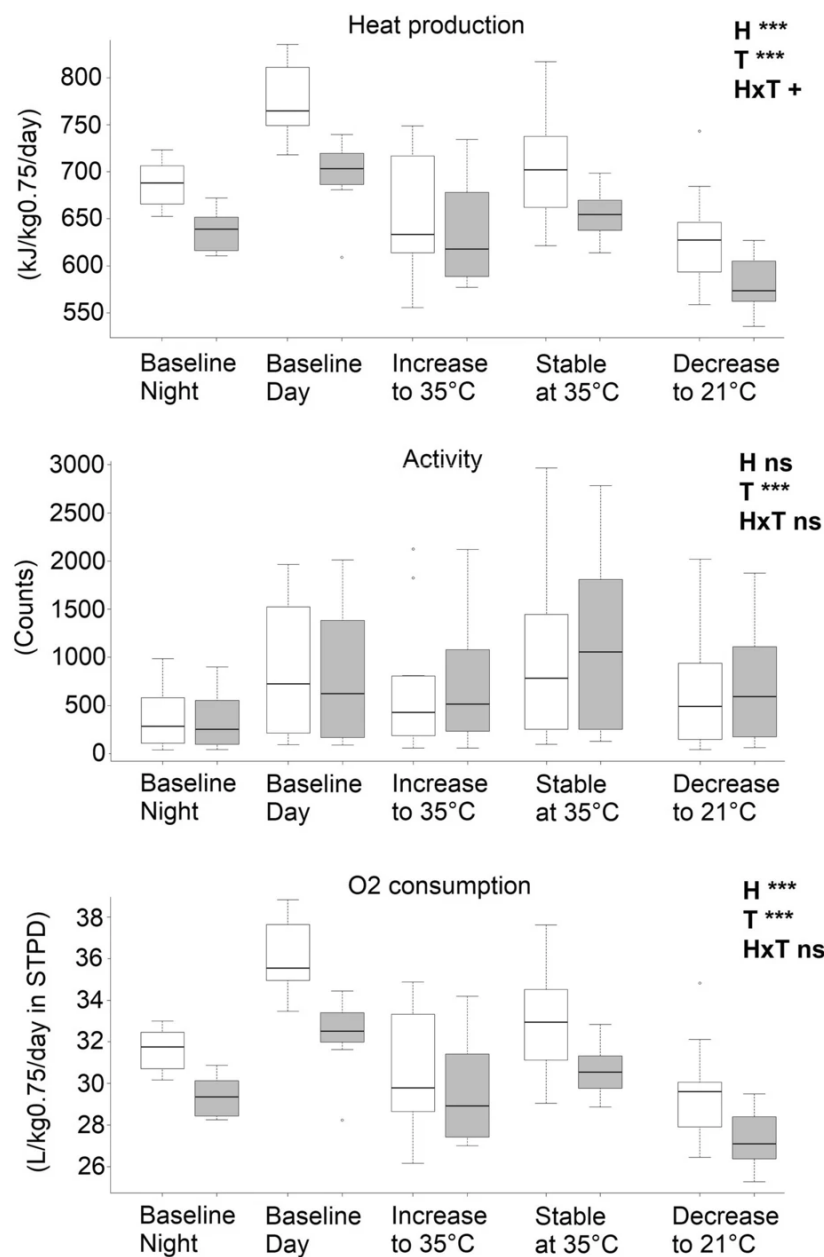 Heat production
H ***
T ***
HxT +
(kJ/kg0.75/day)
800
750
700
650
600
550
Baseline Night
Baseline Day
Increase to 35°C
Stable at 35°C
Decrease to 21°C
Activity
H ns
T ***
HxT ns
(Counts)
3000
2500
2000
1500
1000
500
0
Baseline Night
Baseline Day
Increase to 35°C
Stable at 35°C
Decrease to 21°C
O2 consumption
H ***
T ***
HxT ns
(L/kg0.75/day in STPD)
38
36
34
32
30
28
26
Baseline Night
Baseline Day
Increase to 35°C
Stable at 35°C
Decrease to 21°C